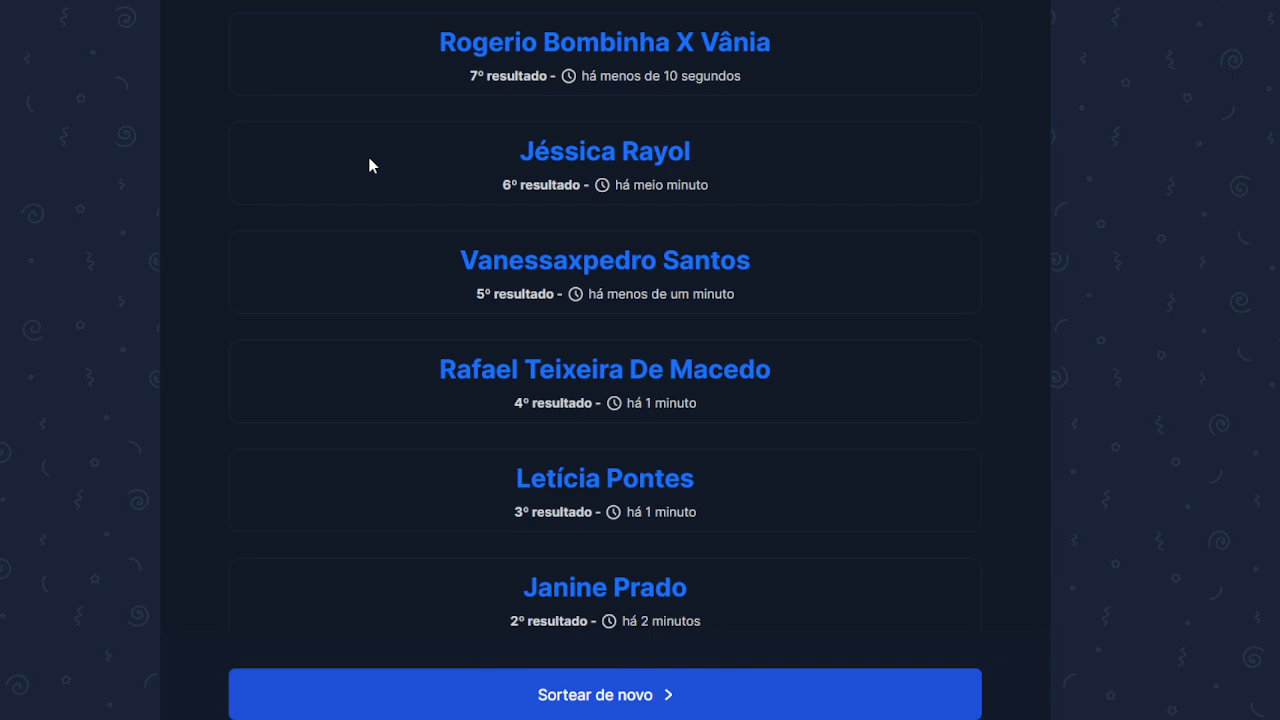 Rogerio Bombinha X Vânia
7º resultado - há menos de 10 segundos
Jéssica Rayol
6º resultado - há meio minuto
Vanessaxpedro Santos
5º resultado - há menos de um minuto
Rafael Teixeira De Macedo
4º resultado - há 1 minuto
Letícia Pontes
3º resultado - há 1 minuto
Janine Prado
2º resultado - há 2 minutos
Sortear de novo